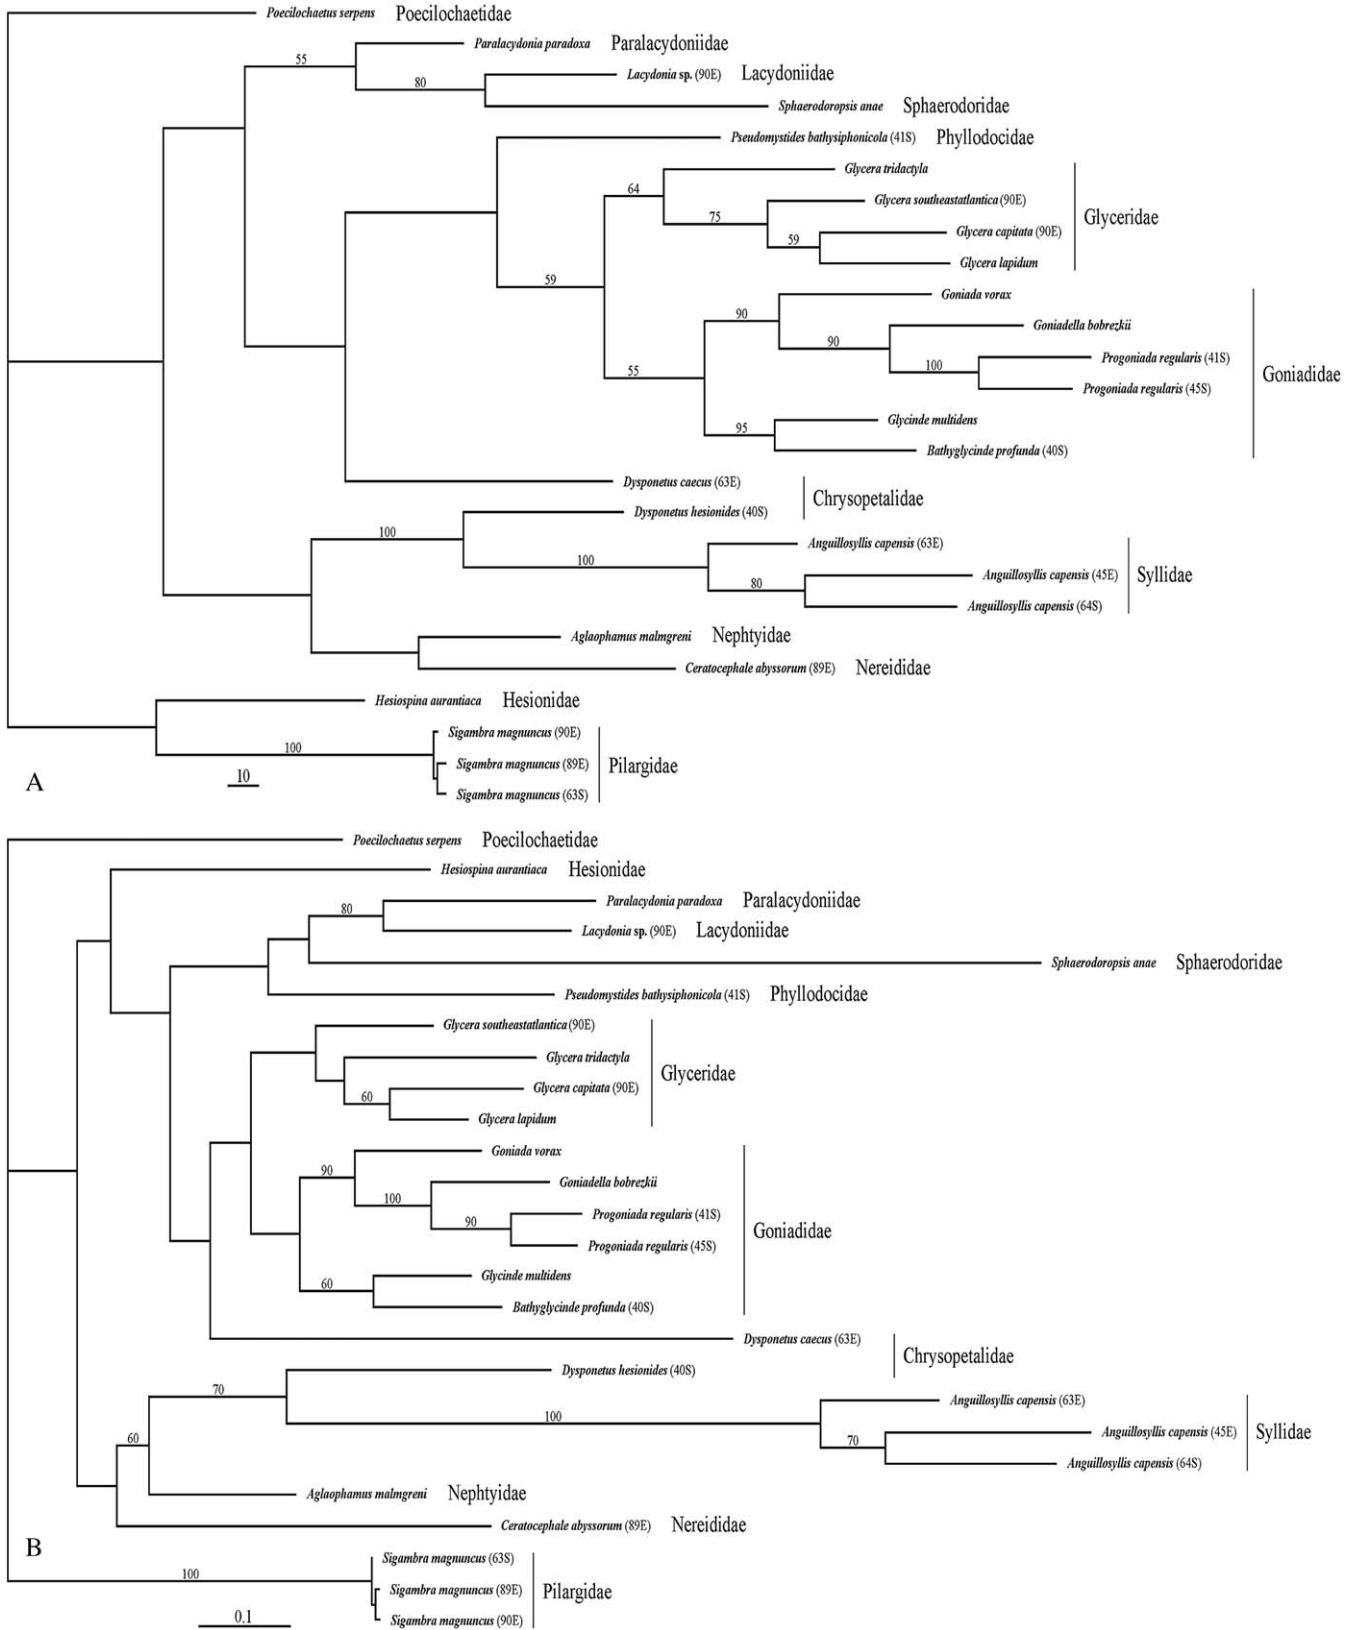 Poecilochaetus serpens Poecilochaetidae
Paralacydonia paradoxa Paralacydoniidae
55
Lacydonia sp. (90E) Lacydoniidae
80
Sphaerodoropsis anae Sphaerodoridae
Pseudomystides bathysiphonicola (41S) Phyllodocidae
Glycera tridactyla
64
Glycera southeastatlantica (90E)
75
Glyceridae
Glycera capitata (90E)
59
Glycera lapidum
59
Goniada vorax
90
Goniadella bobrezkii
90
Progoniada regularis (41S)
100
55
Goniadidae
Progoniada regularis (45S)
Glycinde multidens
95
Bathyglycinde profunda (40S)
Dysponetus caecus (63E)
Chrysopetalidae
Dysponetus hesionides (40S)
100
Anguillosyllis capensis (63E)
100
Anguillosyllis capensis (45E)
Syllidae
80
Anguillosyllis capensis (64S)
Aglaophamus malmgreni Nephtyidae
Ceratocephale abyssorum (89E) Nereididae
Hesiospina aurantiaca Hesionidae
Sigambra magnuncus (90E)
100
Sigambra magnuncus (89E)
Pilargidae
Sigambra magnuncus (63S)
10
A
Poecilochaetus serpens Poecilochaetidae
Hesiospina aurantiaca Hesionidae
Paralacydonia paradoxa Paralacydoniidae
80
Lacydonia sp. (90E) Lacydoniidae
Sphaerodoropsis anae Sphaerodoridae
Pseudomystides bathysiphonicola (41S) Phyllodocidae
Glycera southeastatlantica (90E)
Glycera tridactyla
Glyceridae
Glycera capitata (90E)
60
Glycera lapidum
Goniada vorax
90
Goniadella bobrezkii
100
Progoniada regularis (41S)
90
Goniadidae
Progoniada regularis (45S)
Glycinde multidens
60
Bathyglycinde profunda (40S)
Dysponetus caecus (63E)
Chrysopetalidae
Dysponetus hesionides (40S)
70
Anguillosyllis capensis (63E)
100
Anguillosyllis capensis (45E)
Syllidae
60
70
Anguillosyllis capensis (64S)
Aglaophamus malmgreni Nephtyidae
Ceratocephale abyssorum (89E) Nereididae
B
Sigambra magnuncus (63S)
100
Sigambra magnuncus (89E)
Pilargidae
Sigambra magnuncus (90E)
0.1